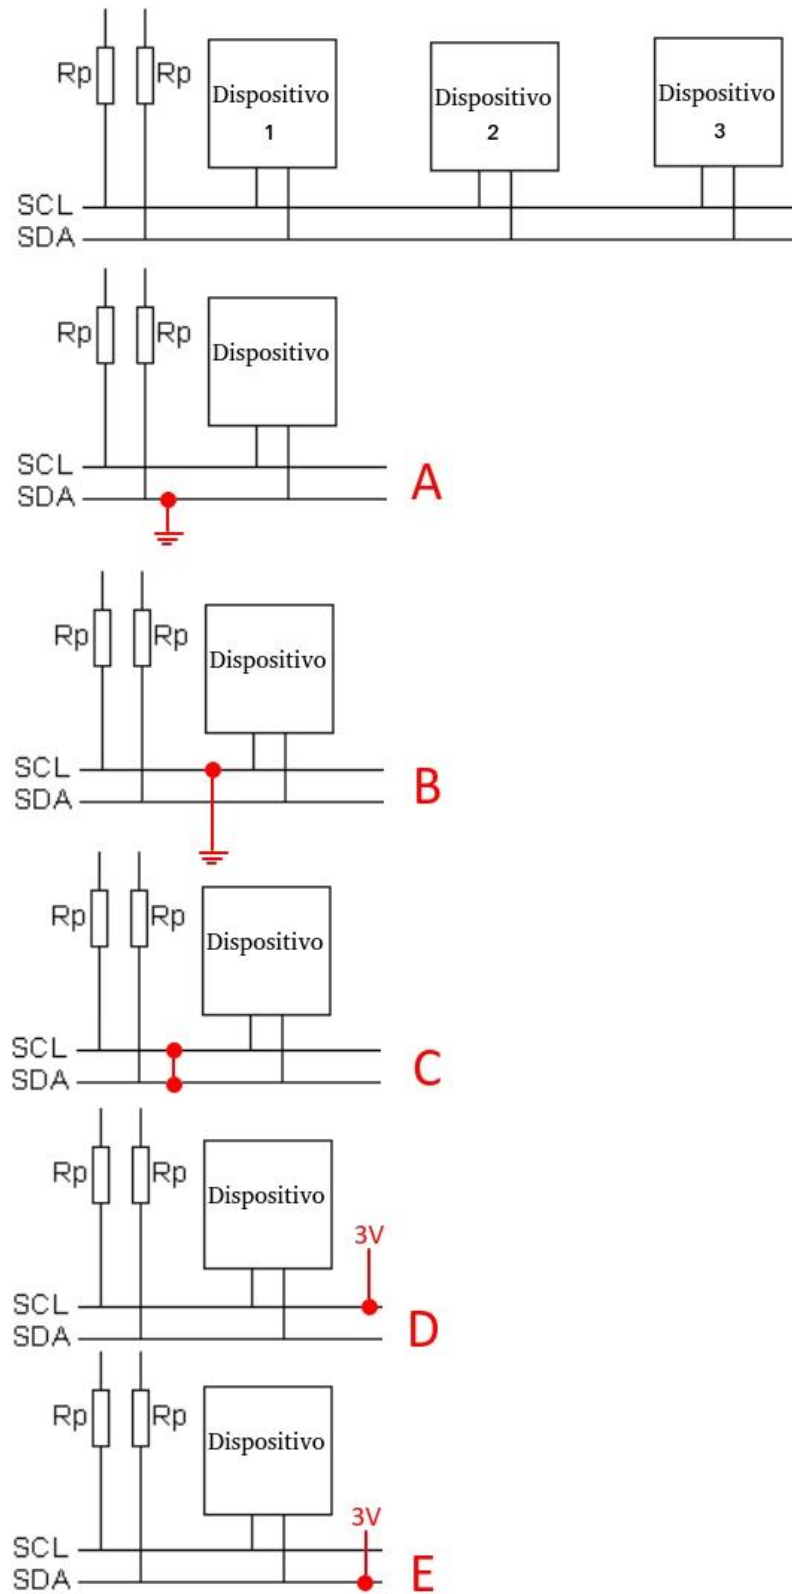 Rp Rp Dispositivo 1 Dispositivo 2 Dispositivo 3
SCL
SDA
Rp Rp Dispositivo
SCL
SDA
A
Rp Rp Dispositivo
SCL
SDA
B
Rp Rp Dispositivo
SCL
SDA
C
Rp Rp Dispositivo
3V
SCL
SDA
D
Rp Rp Dispositivo
3V
SCL
SDA
E